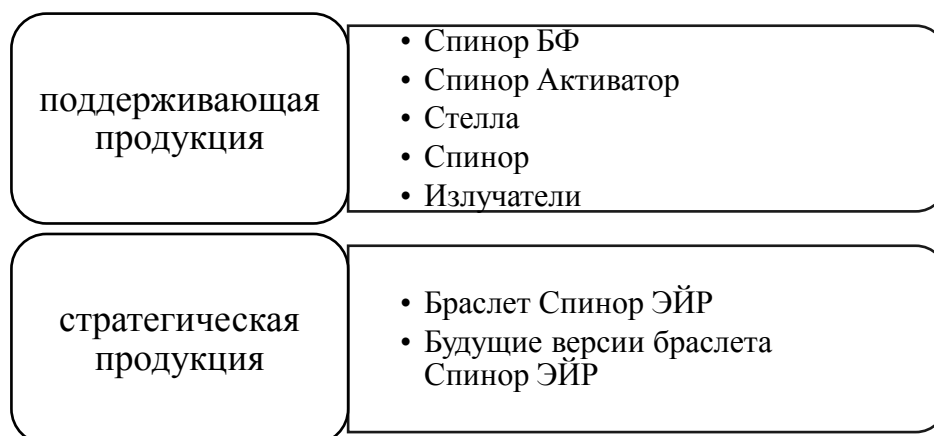 поддерживающая
продукция
• Спинор БФ
• Спинор Активатор
• Стелла
• Спинор
• Излучатели
стратегическая
продукция
• Браслет Спинор ЭЙР
• Будущие версии браслета
Спинор ЭЙР